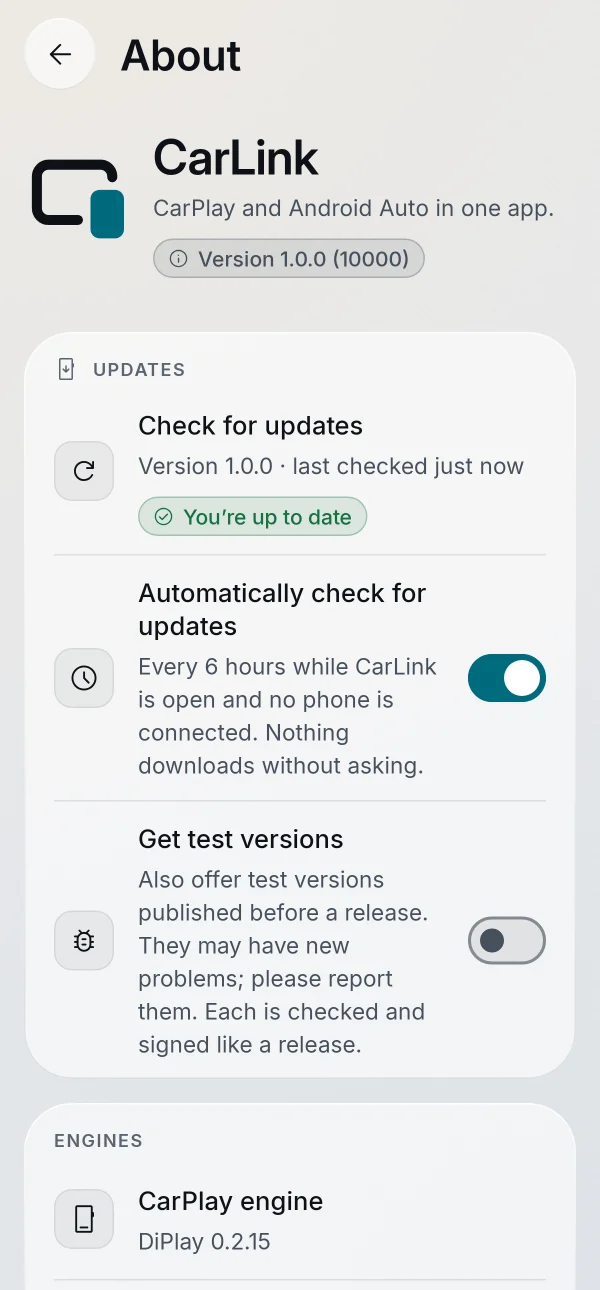 About
CarLink
CarPlay and Android Auto in one app.
Version 1.0.0 (10000)
UPDATES
Check for updates
Version 1.0.0 · last checked just now
You’re up to date
Automatically check for
updates
Every 6 hours while CarLink
is open and no phone is
connected. Nothing
downloads without asking.
Get test versions
Also offer test versions
published before a release.
They may have new
problems; please report
them. Each is checked and
signed like a release.
ENGINES
CarPlay engine
DiPlay 0.2.15